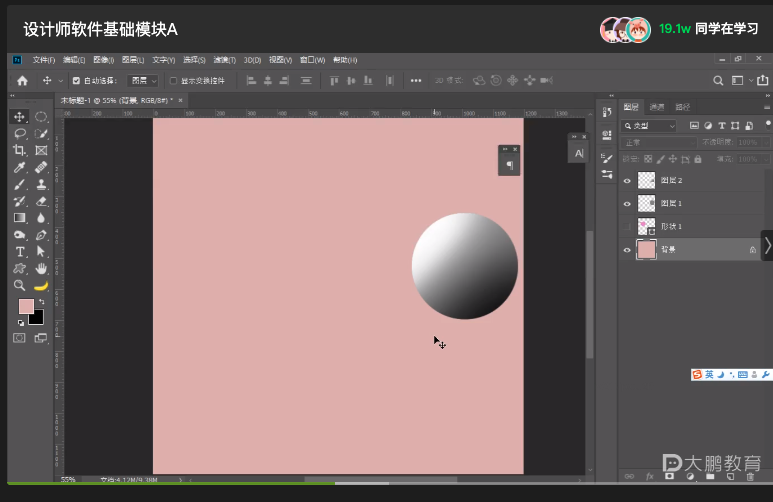 设计师软件基础模块A
19.1w 同学在学习
Ps 文件(F) 编辑(E) 图像(I) 图层(L) 文字(Y) 选择(S) 滤镜(T) 3D(D) 视图(V) 窗口(W) 帮助(H)
自动选择: 图层 显示变换控件 3D 模式:
未标题-1 @ 55% (背景, RGB/8#) *
图层 通道 路径
类型
正常 不透明度: 100%
锁定: 填充: 100%
图层 2
图层 1
形状 1
背景
英
大鹏教育
55% 文档:4.12M/9.38M